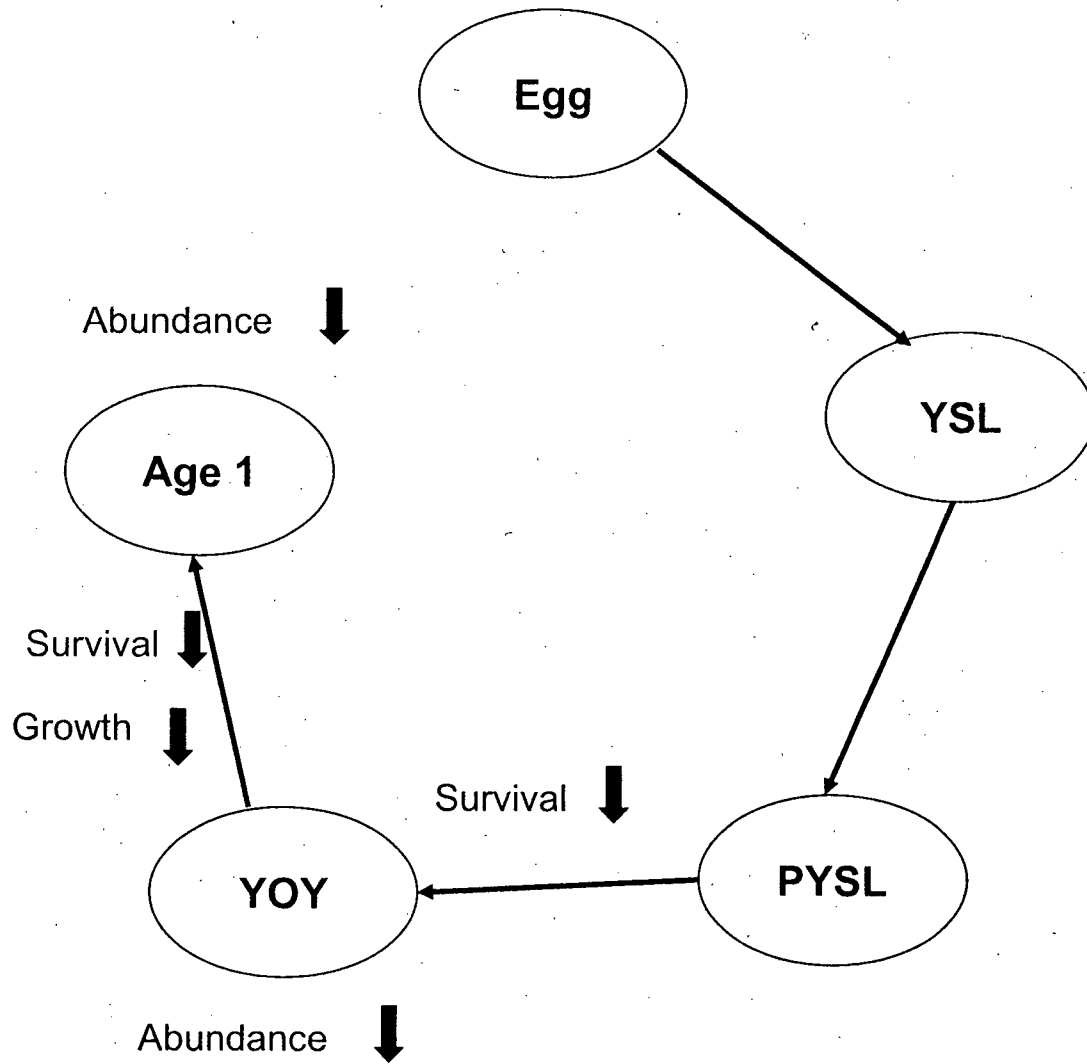 Egg
Abundance
YSL
Age 1
Survival
Growth
Survival
PYSL
YOY
Abundance